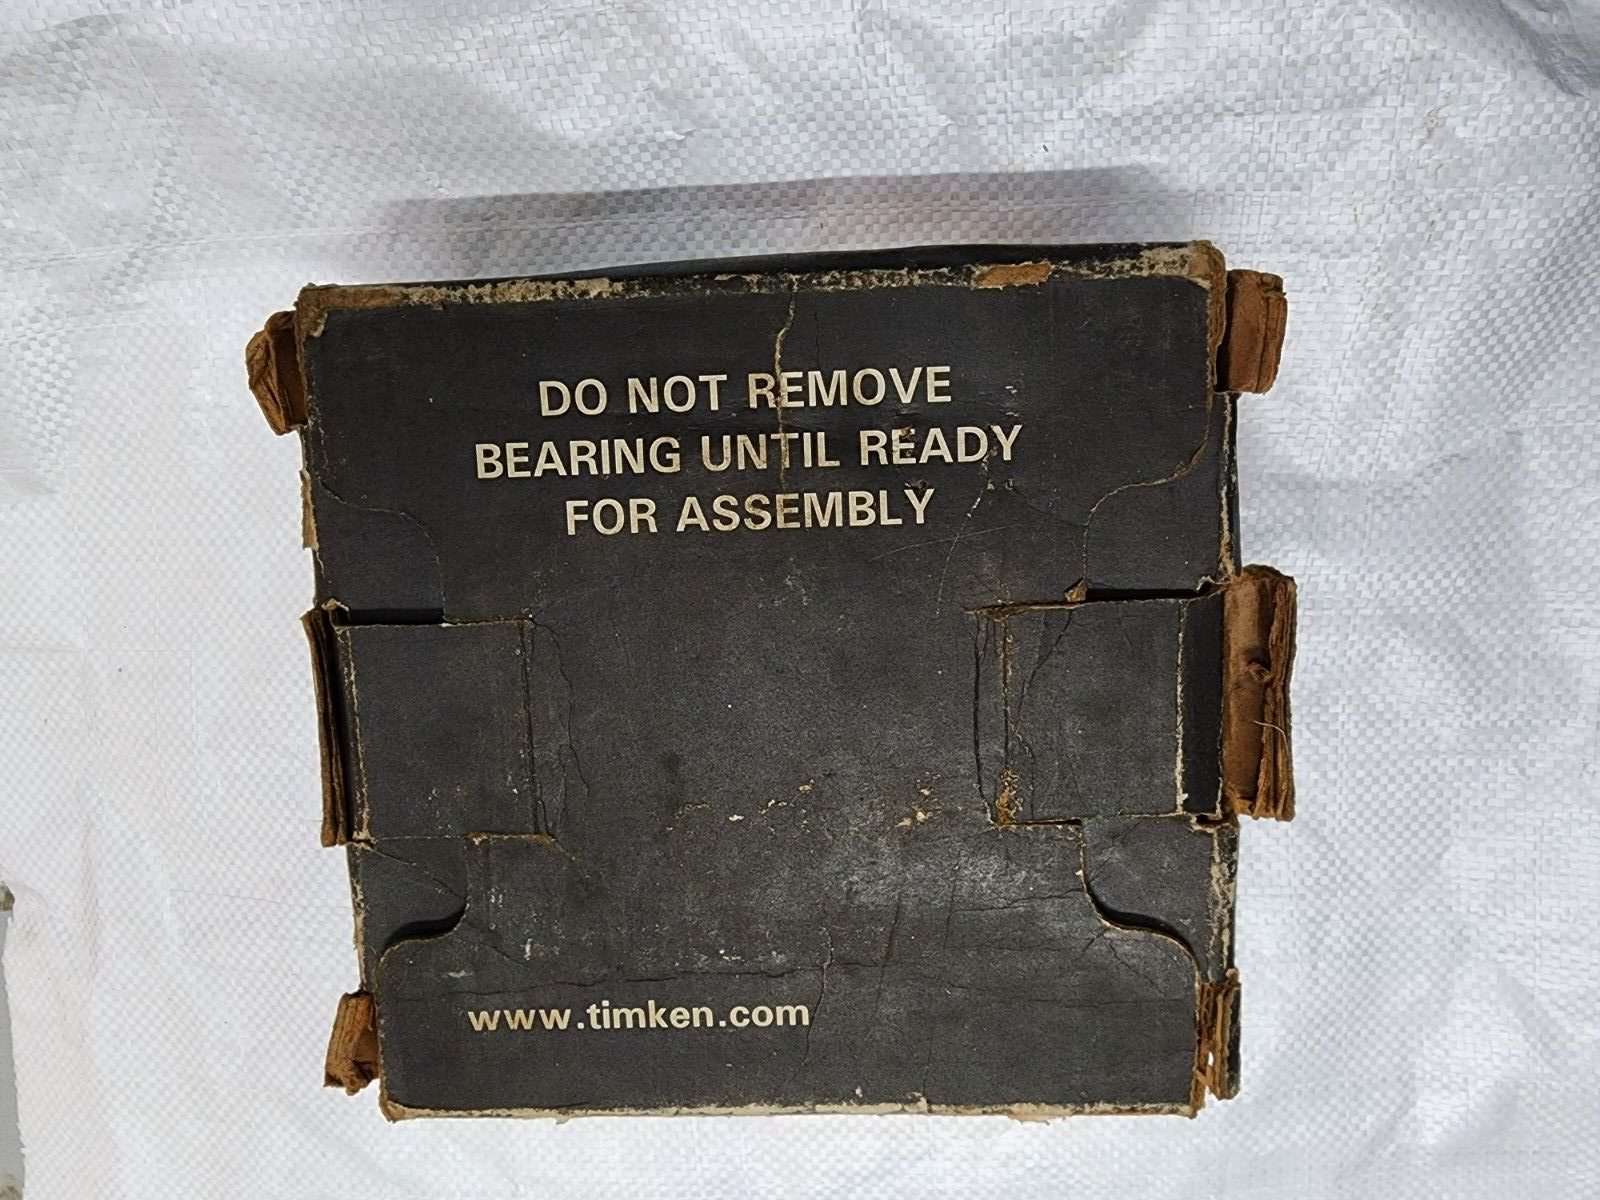 DO NOT REMOVE
BEARING UNTIL READY
FOR ASSEMBLY
www.timken.com